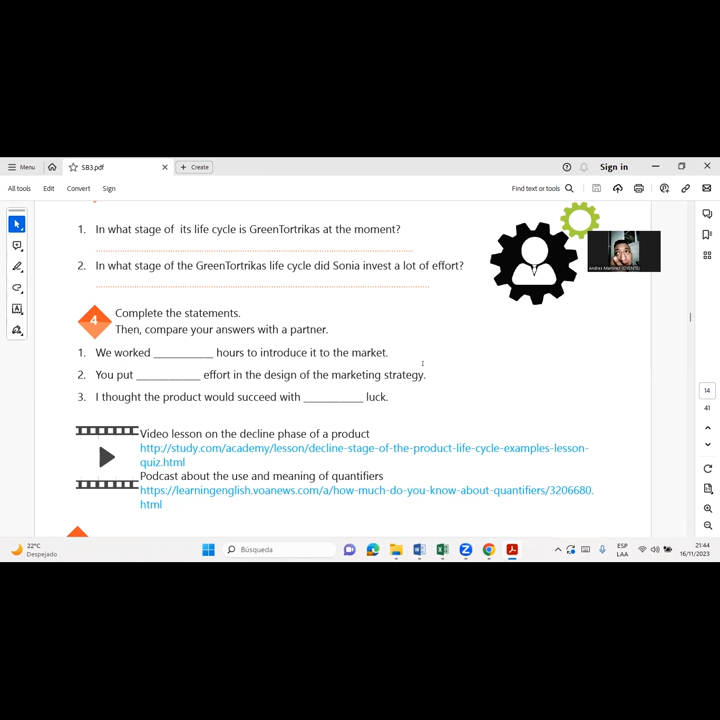 Menu
SB3.pdf
Create
Sign in
All tools
Edit
Convert
Sign
Find text or tools
1. In what stage of its life cycle is GreenTortrikas at the moment?
2. In what stage of the GreenTortrikas life cycle did Sonia invest a lot of effort?
Andres Martinez (OYENTE)
4
Complete the statements.
Then, compare your answers with a partner.
1. We worked ____________ hours to introduce it to the market.
2. You put _____________ effort in the design of the marketing strategy.
3. I thought the product would succeed with ____________ luck.
14
41
Video lesson on the decline phase of a product
http://study.com/academy/lesson/decline-stage-of-the-product-life-cycle-examples-lesson-
quiz.html
Podcast about the use and meaning of quantifiers
https://learningenglish.voanews.com/a/how-much-do-you-know-about-quantifiers/3206680.
html
22°C
Despejado
Búsqueda
ESP
LAA
21:44
16/11/2023